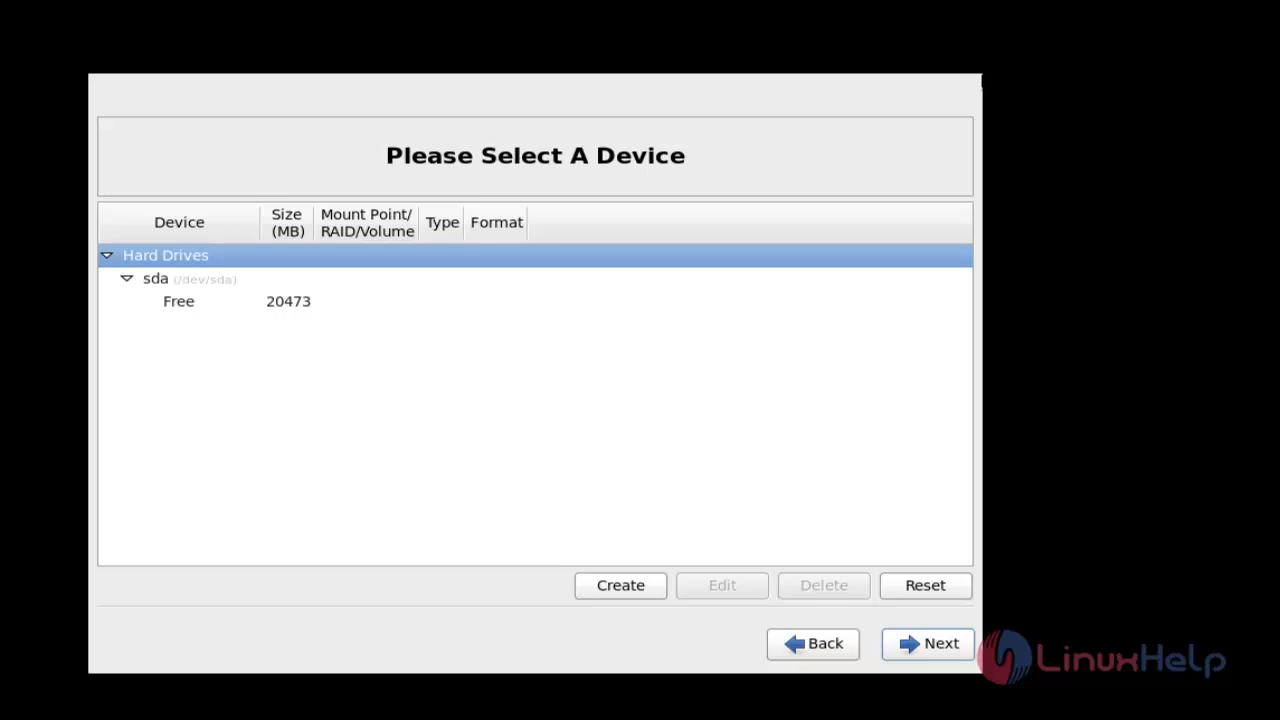 Please Select A Device
Device Size (MB) Mount Point/ RAID/Volume Type Format
Hard Drives
sda (/dev/sda)
Free 20473
Create Edit Delete Reset
Back Next
LinuxHelp